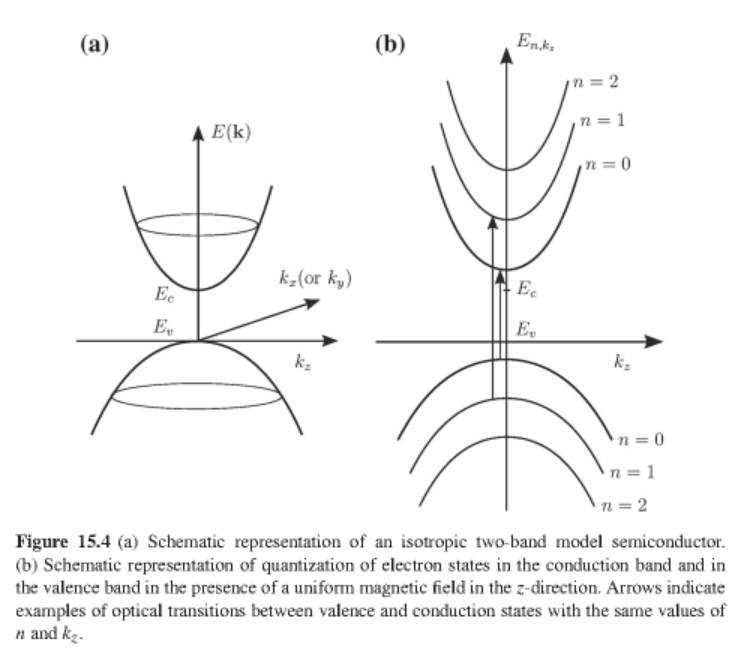 (a)
E(k)
k_z(or k_y)
E_c
E_v
k_z
(b)
E_{n,k_z}
n = 2
n = 1
n = 0
E_c
E_v
k_z
n = 0
n = 1
n = 2
Figure 15.4 (a) Schematic representation of an isotropic two-band model semiconductor.
(b) Schematic representation of quantization of electron states in the conduction band and in
the valence band in the presence of a uniform magnetic field in the z-direction. Arrows indicate
examples of optical transitions between valence and conduction states with the same values of
n and k_z.